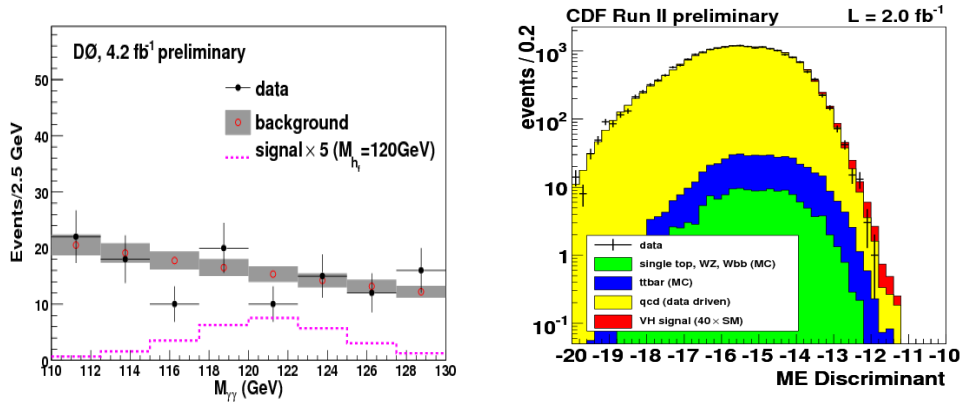 DØ, 4.2 fb⁻¹ preliminary
data
background
signal × 5 (M_{h_f} =120GeV)
Events/2.5 GeV
50
40
30
20
10
0
110 112 114 116 118 120 122 124 126 128 130
M_{γγ} (GeV)
CDF Run II preliminary L = 2.0 fb⁻¹
events / 0.2
10³
10²
10
1
10⁻¹
data
single top, WZ, Wbb (MC)
ttbar (MC)
qcd (data driven)
VH signal (40 × SM)
-20 -19 -18 -17 -16 -15 -14 -13 -12 -11 -10
ME Discriminant